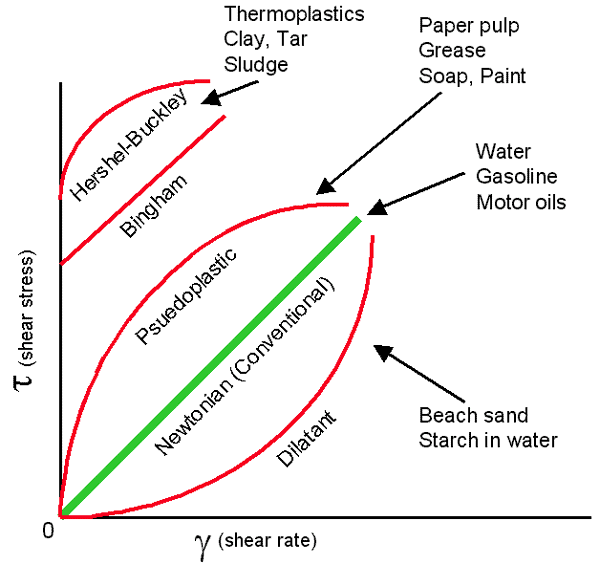 Thermoplastics
Clay, Tar
Sludge
Paper pulp
Grease
Soap, Paint
Water
Gasoline
Motor oils
Hershel-Buckley
Bingham
Psuedoplastic
Newtonian (Conventional)
Dilatant
Beach sand
Starch in water
τ (shear stress)
0
γ (shear rate)